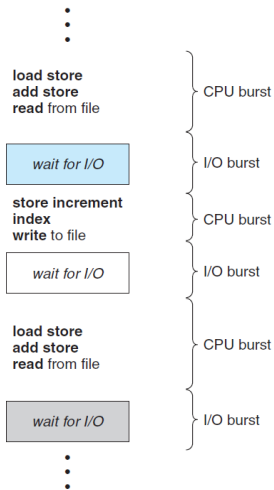 load store
add store
read from file
CPU burst
wait for I/O
I/O burst
store increment
index
write to file
CPU burst
wait for I/O
I/O burst
load store
add store
read from file
CPU burst
wait for I/O
I/O burst